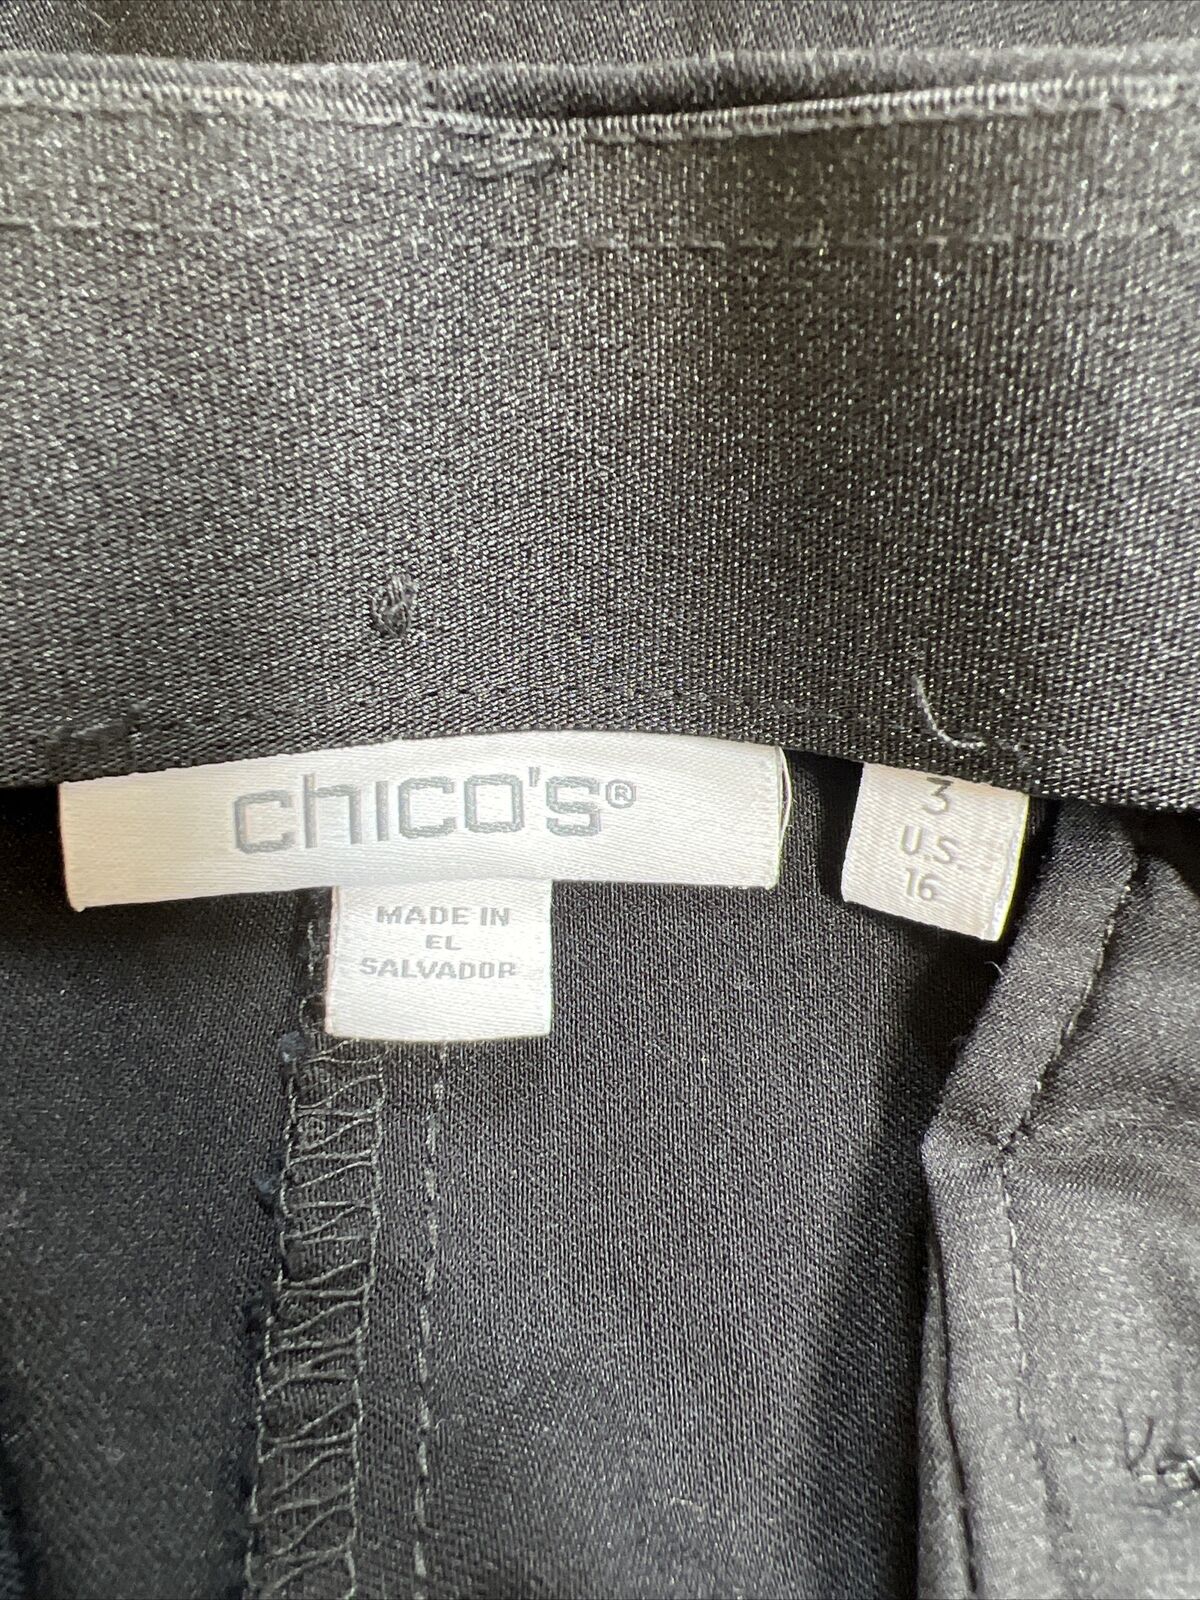 chico's®
MADE IN
EL
SALVADOR
3
U.S.
16